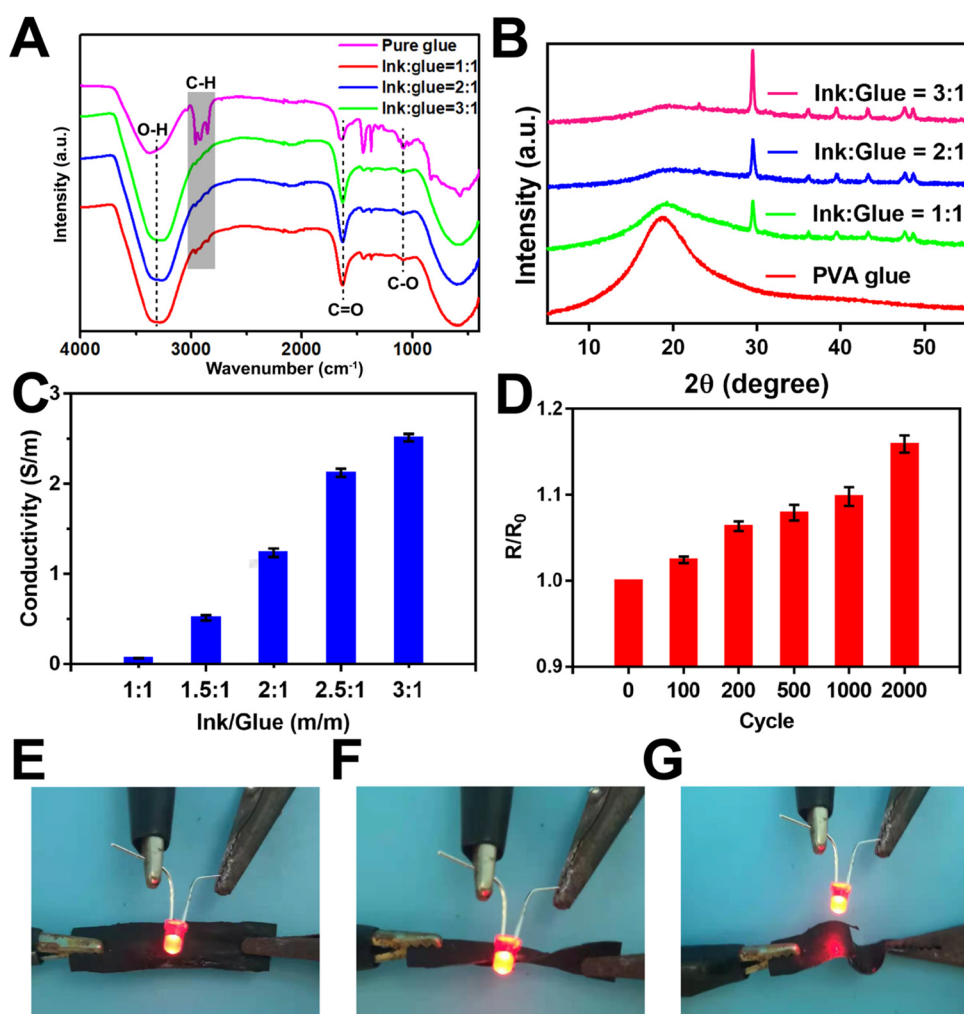 A
Pure glue
Ink:glue=1:1
Ink:glue=2:1
Ink:glue=3:1
C-H
O-H
C-O
C=O
Intensity (a.u.)
4000 3000 2000 1000
Wavenumber (cm⁻¹)
B
Ink:Glue = 3:1
Ink:Glue = 2:1
Ink:Glue = 1:1
PVA glue
Intensity (a.u.)
10 20 30 40 50
2θ (degree)
C
Conductivity (S/m)
3
2
1
0
1:1 1.5:1 2:1 2.5:1 3:1
Ink/Glue (m/m)
D
R/R₀
1.2
1.1
1.0
0.9
0 100 200 500 1000 2000
Cycle
E
F
G